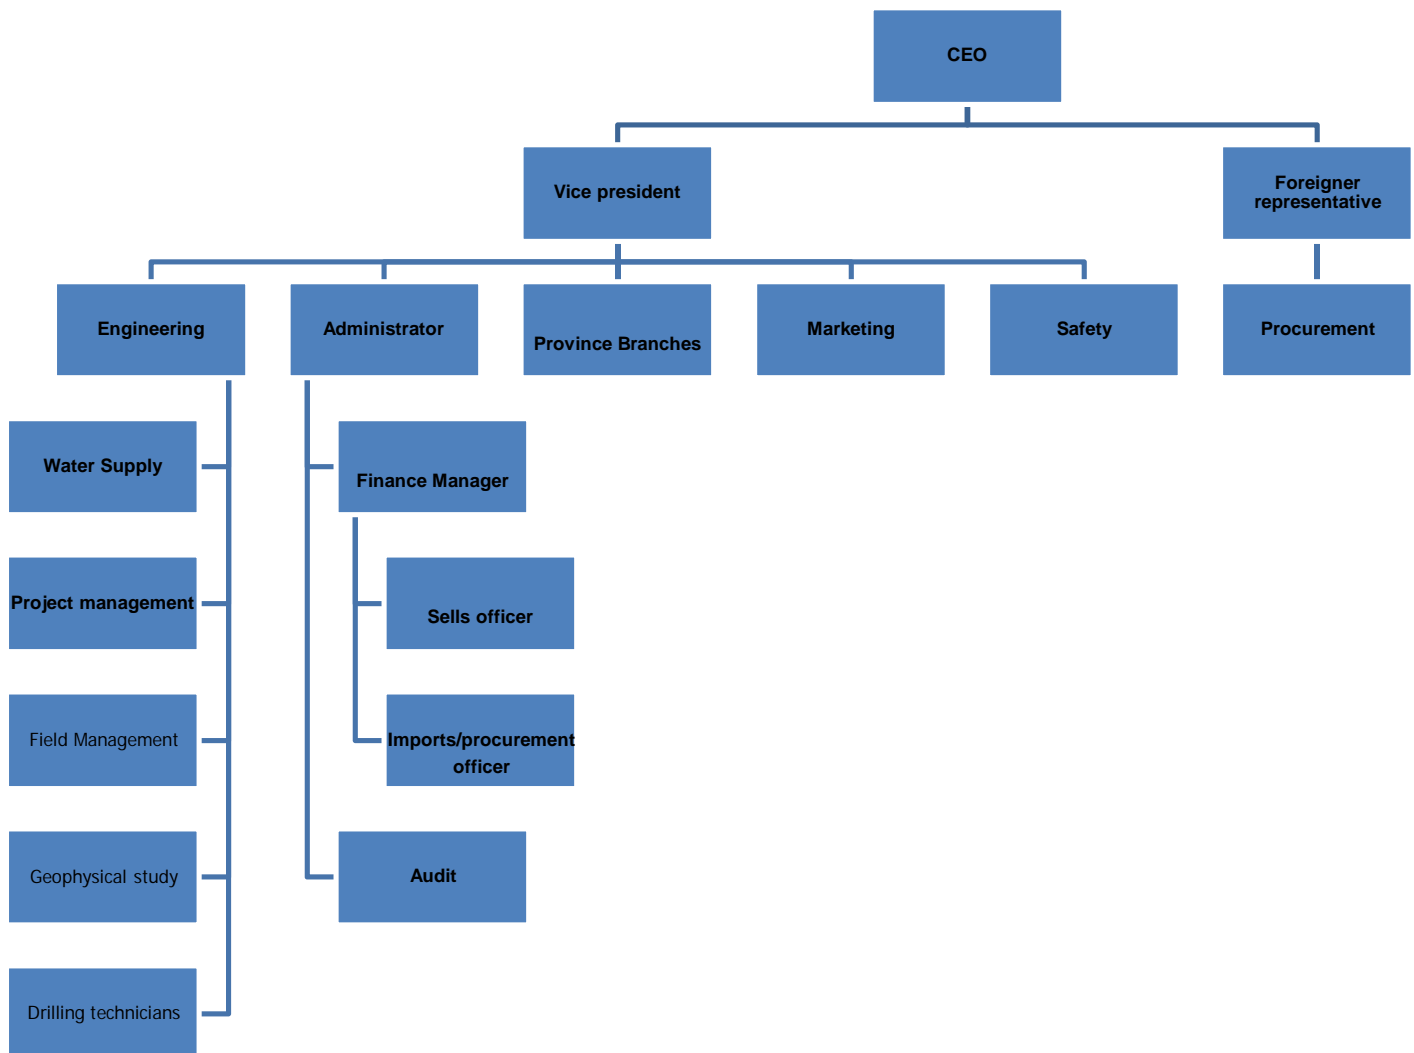 CEO
Vice president
Foreigner
representative
Engineering
Administrator
Province Branches
Marketing
Safety
Procurement
Water Supply
Finance Manager
Project management
Sells officer
Field Management
Imports/procurement
officer
Geophysical study
Audit
Drilling technicians